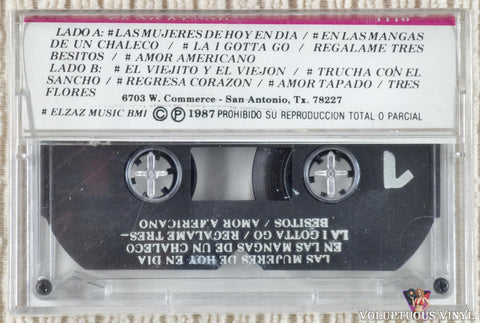 1116
LADO A: #LAS MUJERES DE HOY EN DIA / #EN LAS MANGAS
DE UN CHALECO / # LA I GOTTA GO / REGALAME TRES
BESITOS / # AMOR AMERICANO
LADO B: # EL VIEJITO Y EL VIEJON / # TRUCHA CON EL
SANCHO / # REGRESA CORAZON / # AMOR TAPADO / TRES
FLORES
6703 W. Commerce - San Antonio, Tx. 78227
# ELZAZ MUSIC BMI © Ⓟ 1987 PROHIBIDO SU REPRODUCCION TOTAL O PARCIAL
1
LAS MUJERES DE HOY EN DIA
EN LAS MANGAS DE UN CHALECO
LA I GOTTA GO / REGALAME TRES-
BESITOS / AMOR AMERICANO
VOLUPTUOUS VINYL